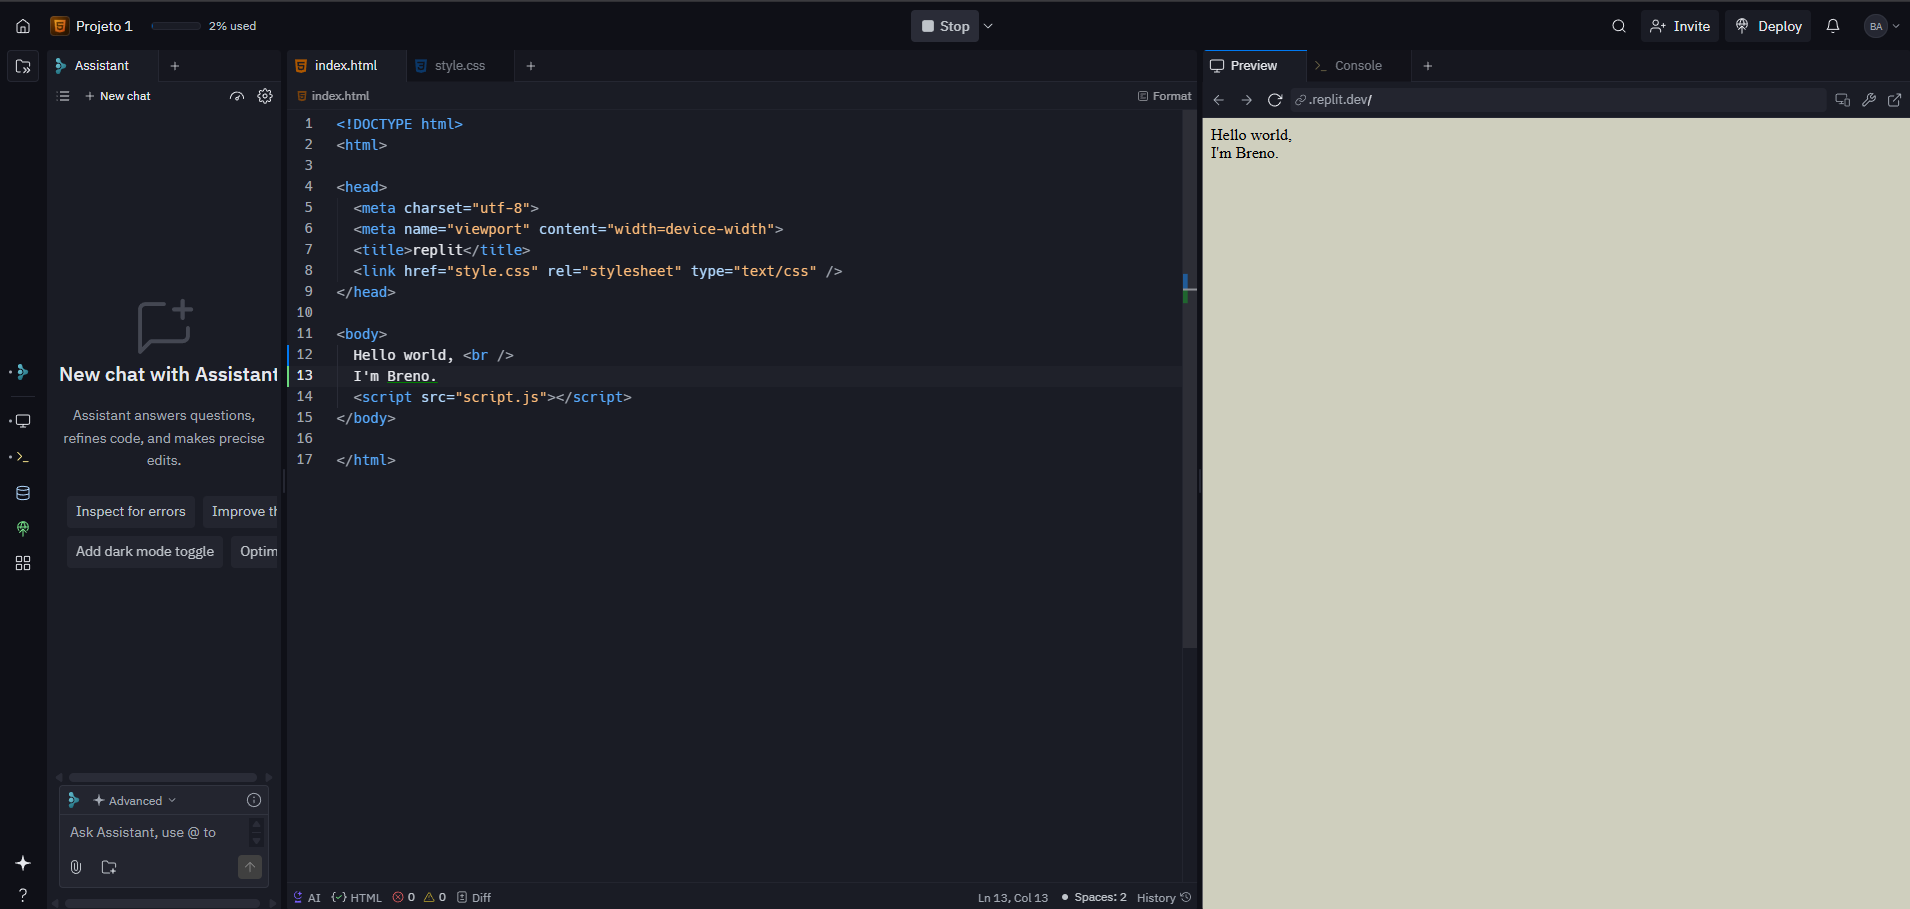 Projeto 1
2% used
Stop
Invite
Deploy
BA
Assistant
New chat
New chat with Assistant
Assistant answers questions,
refines code, and makes precise
edits.
Inspect for errors
Improve th
Add dark mode toggle
Optim
Advanced
Ask Assistant, use @ to
index.html
style.css
index.html
Format
1 <!DOCTYPE html>
2 <html>
3
4 <head>
5 <meta charset="utf-8">
6 <meta name="viewport" content="width=device-width">
7 <title>replit</title>
8 <link href="style.css" rel="stylesheet" type="text/css" />
9 </head>
10
11 <body>
12 Hello world, <br />
13 I'm Breno.
14 <script src="script.js"></script>
15 </body>
16
17 </html>
AI
HTML
0
0
Diff
Ln 13, Col 13
Spaces: 2
History
Preview
Console
.replit.dev/
Hello world,
I'm Breno.